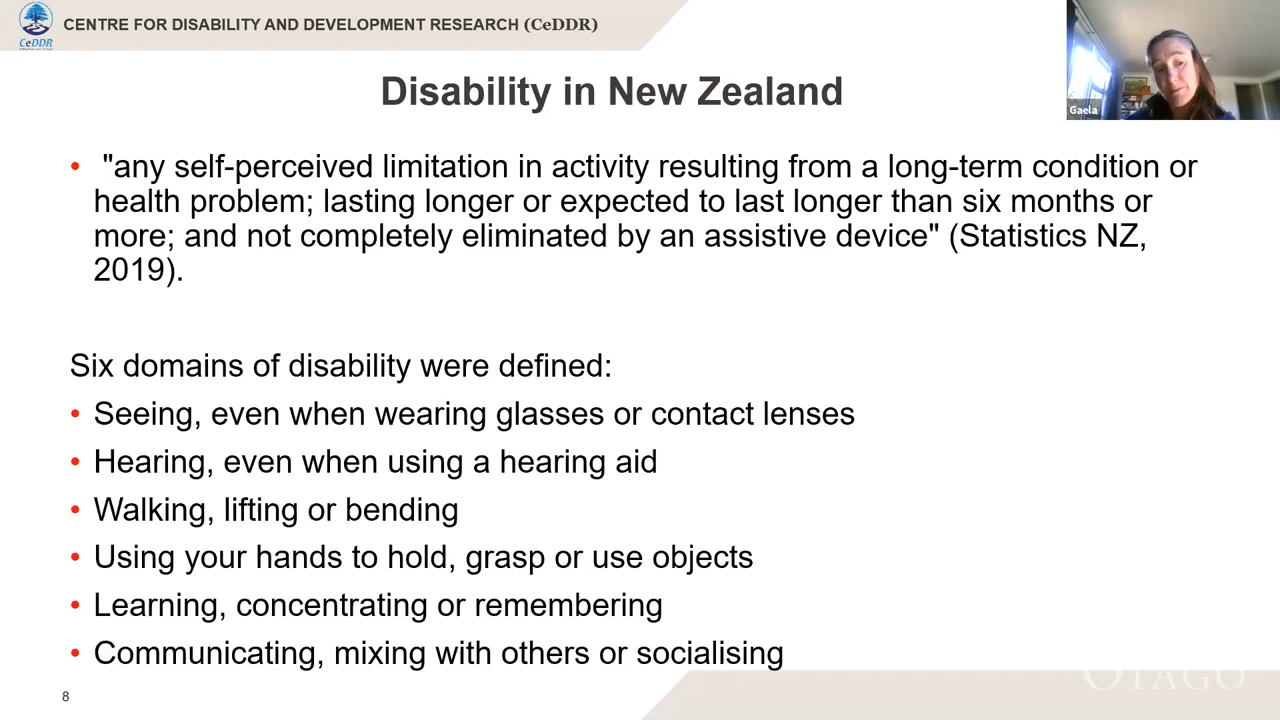 CENTRE FOR DISABILITY AND DEVELOPMENT RESEARCH (CeDDR)
CeDDR
Gaela
Disability in New Zealand
• "any self-perceived limitation in activity resulting from a long-term condition or
health problem; lasting longer or expected to last longer than six months or
more; and not completely eliminated by an assistive device" (Statistics NZ,
2019).
Six domains of disability were defined:
• Seeing, even when wearing glasses or contact lenses
• Hearing, even when using a hearing aid
• Walking, lifting or bending
• Using your hands to hold, grasp or use objects
• Learning, concentrating or remembering
• Communicating, mixing with others or socialising
OTAGO
8